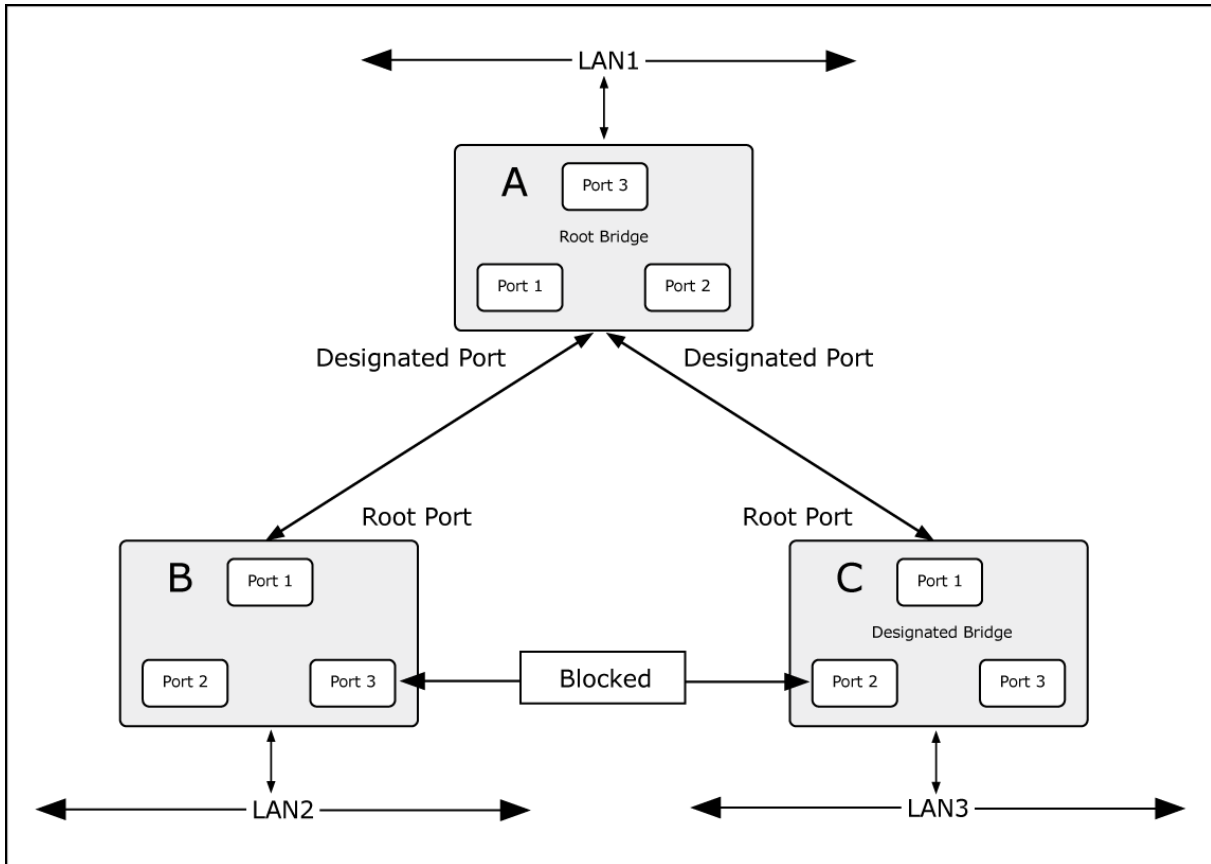 LAN1
A
Port 3
Root Bridge
Port 1
Port 2
Designated Port
Designated Port
Root Port
Root Port
B
Port 1
Port 2
Port 3
Blocked
C
Port 1
Designated Bridge
Port 2
Port 3
LAN2
LAN3